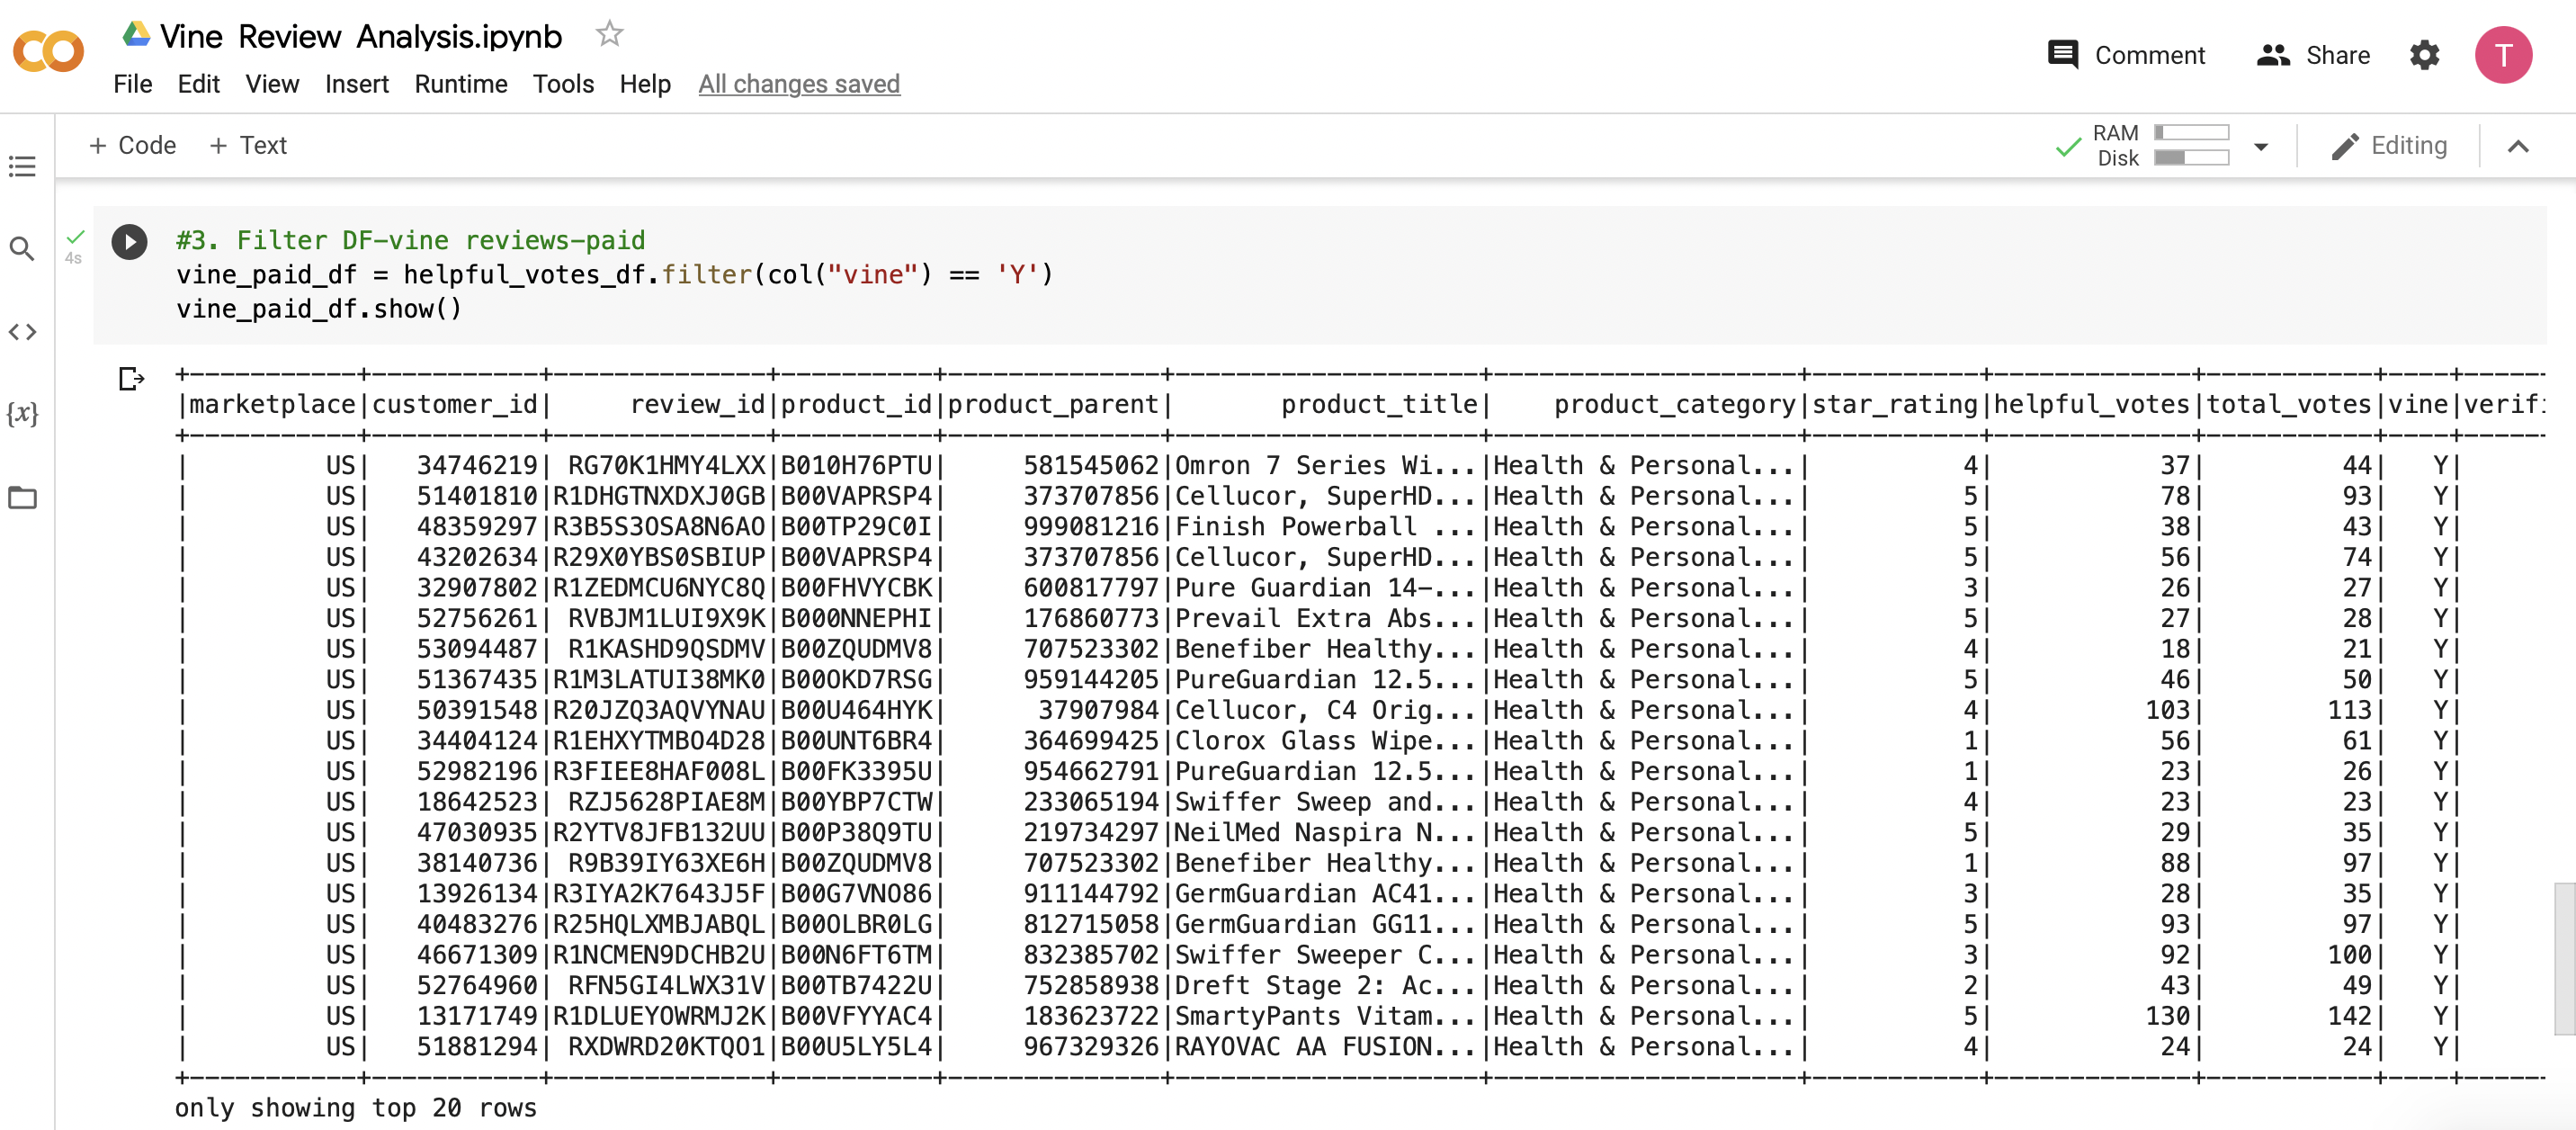 Vine Review Analysis.ipynb
File Edit View Insert Runtime Tools Help All changes saved
Comment Share T
+ Code + Text
RAM
Disk
Editing
4s
#3. Filter DF-vine reviews-paid
vine_paid_df = helpful_votes_df.filter(col("vine") == 'Y')
vine_paid_df.show()
{x}
+-----------+-----------+--------------+----------+--------------+--------------------+--------------------+-----------+-------------+-----------+----+------
|marketplace|customer_id|     review_id|product_id|product_parent|       product_title|    product_category|star_rating|helpful_votes|total_votes|vine|verifi
+-----------+-----------+--------------+----------+--------------+--------------------+--------------------+-----------+-------------+-----------+----+------
|         US|   34746219| RG70K1HMY4LXX|B010H76PTU|     581545062|Omron 7 Series Wi...|Health & Personal...|          4|           37|         44|   Y|
|         US|   51401810|R1DHGTNXDXJ0GB|B00VAPRSP4|     373707856|Cellucor, SuperHD...|Health & Personal...|          5|           78|         93|   Y|
|         US|   48359297|R3B5S3OSA8N6AO|B00TP29C0I|     999081216|Finish Powerball ...|Health & Personal...|          5|           38|         43|   Y|
|         US|   43202634|R29X0YBS0SBIUP|B00VAPRSP4|     373707856|Cellucor, SuperHD...|Health & Personal...|          5|           56|         74|   Y|
|         US|   32907802|R1ZEDMCU6NYC8Q|B00FHVYCBK|     600817797|Pure Guardian 14-...|Health & Personal...|          3|           26|         27|   Y|
|         US|   52756261| RVBJM1LUI9X9K|B000NNEPHI|     176860773|Prevail Extra Abs...|Health & Personal...|          5|           27|         28|   Y|
|         US|   53094487| R1KASHD9QSDMV|B00ZQUDMV8|     707523302|Benefiber Healthy...|Health & Personal...|          4|           18|         21|   Y|
|         US|   51367435|R1M3LATUI38MK0|B00OKD7RSG|     959144205|PureGuardian 12.5...|Health & Personal...|          5|           46|         50|   Y|
|         US|   50391548|R20JZQ3AQVYNAU|B00U464HYK|      37907984|Cellucor, C4 Orig...|Health & Personal...|          4|          103|        113|   Y|
|         US|   34404124|R1EHXYTMBO4D28|B00UNT6BR4|     364699425|Clorox Glass Wipe...|Health & Personal...|          1|           56|         61|   Y|
|         US|   52982196|R3FIEE8HAF008L|B00FK3395U|     954662791|PureGuardian 12.5...|Health & Personal...|          1|           23|         26|   Y|
|         US|   18642523| RZJ5628PIAE8M|B00YBP7CTW|     233065194|Swiffer Sweep and...|Health & Personal...|          4|           23|         23|   Y|
|         US|   47030935|R2YTV8JFB132UU|B00P38Q9TU|     219734297|NeilMed Naspira N...|Health & Personal...|          5|           29|         35|   Y|
|         US|   38140736| R9B39IY63XE6H|B00ZQUDMV8|     707523302|Benefiber Healthy...|Health & Personal...|          1|           88|         97|   Y|
|         US|   13926134|R3IYA2K7643J5F|B00G7VNO86|     911144792|GermGuardian AC41...|Health & Personal...|          3|           28|         35|   Y|
|         US|   40483276|R25HQLXMBJABQL|B00OLBR0LG|     812715058|GermGuardian GG11...|Health & Personal...|          5|           93|         97|   Y|
|         US|   46671309|R1NCMEN9DCHB2U|B00N6FT6TM|     832385702|Swiffer Sweeper C...|Health & Personal...|          3|           92|        100|   Y|
|         US|   52764960| RFN5GI4LWX31V|B00TB7422U|     752858938|Dreft Stage 2: Ac...|Health & Personal...|          2|           43|         49|   Y|
|         US|   13171749|R1DLUEYOWRMJ2K|B00VFYYAC4|     183623722|SmartyPants Vitam...|Health & Personal...|          5|          130|        142|   Y|
|         US|   51881294| RXDWRD20KTQO1|B00U5LY5L4|     967329326|RAYOVAC AA FUSION...|Health & Personal...|          4|           24|         24|   Y|
+-----------+-----------+--------------+----------+--------------+--------------------+--------------------+-----------+-------------+-----------+----+------
only showing top 20 rows